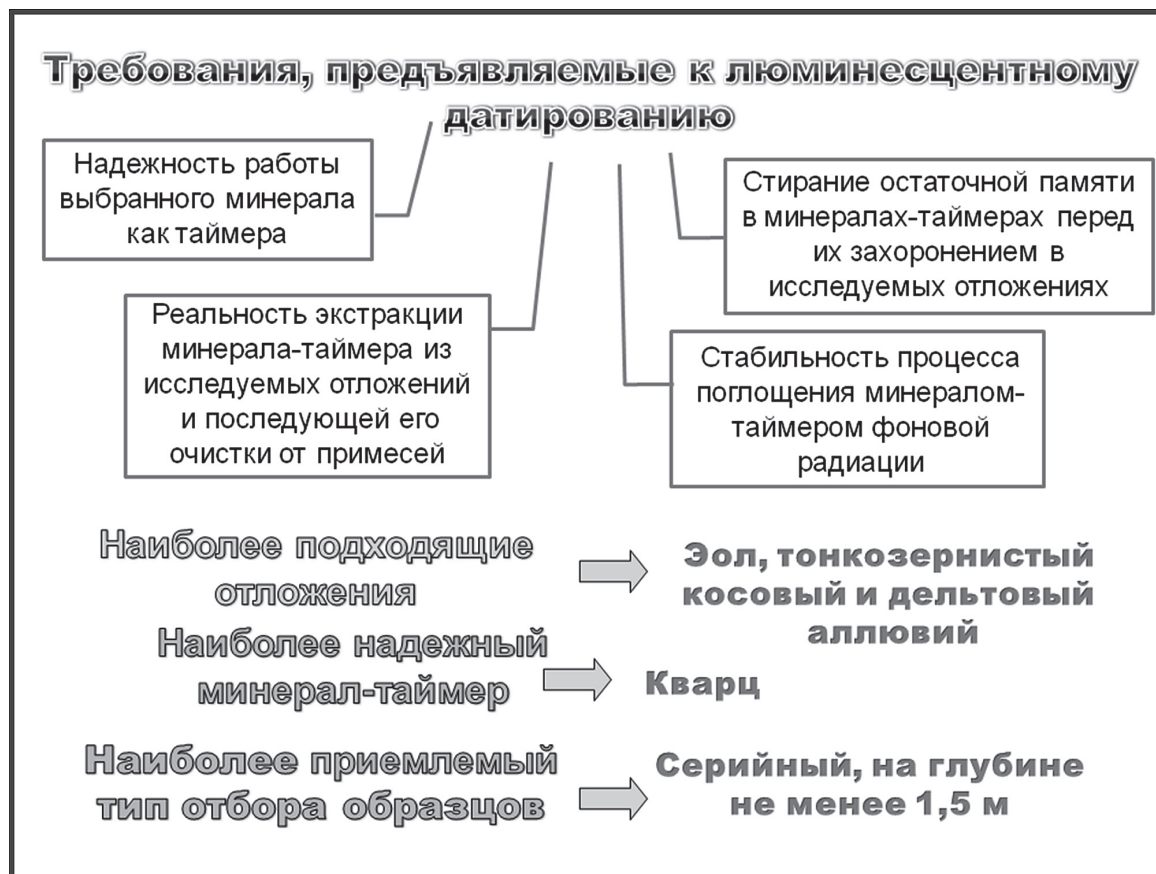 Требования, предъявляемые к люминесцентному
датированию
Надежность работы
выбранного минерала
как таймера
Стирание остаточной памяти
в минералах-таймерах перед
их захоронением в
исследуемых отложениях
Реальность экстракции
минерала-таймера из
исследуемых отложений
и последующей его
очистки от примесей
Стабильность процесса
поглощения минералом-
таймером фоновой
радиации
Наиболее подходящие
отложения
Эол, тонкозернистый
косовый и дельтовый
аллювий
Наиболее надежный
минерал-таймер
Кварц
Наиболее приемлемый
тип отбора образцов
Серийный, на глубине
не менее 1,5 м